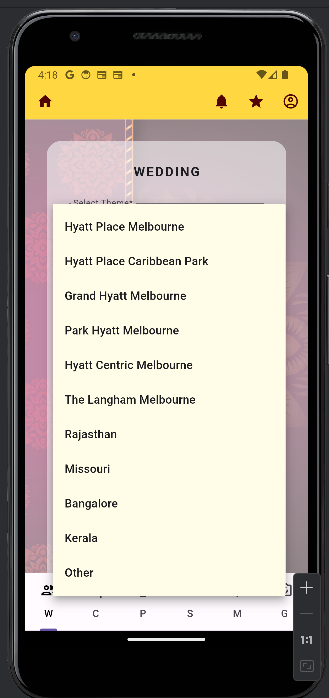 4:18 G
WEDDING
Select Theme*
Hyatt Place Melbourne
Hyatt Place Caribbean Park
Grand Hyatt Melbourne
Park Hyatt Melbourne
Hyatt Centric Melbourne
The Langham Melbourne
Rajasthan
Missouri
Bangalore
Kerala
Other
W C P S M G
1:1